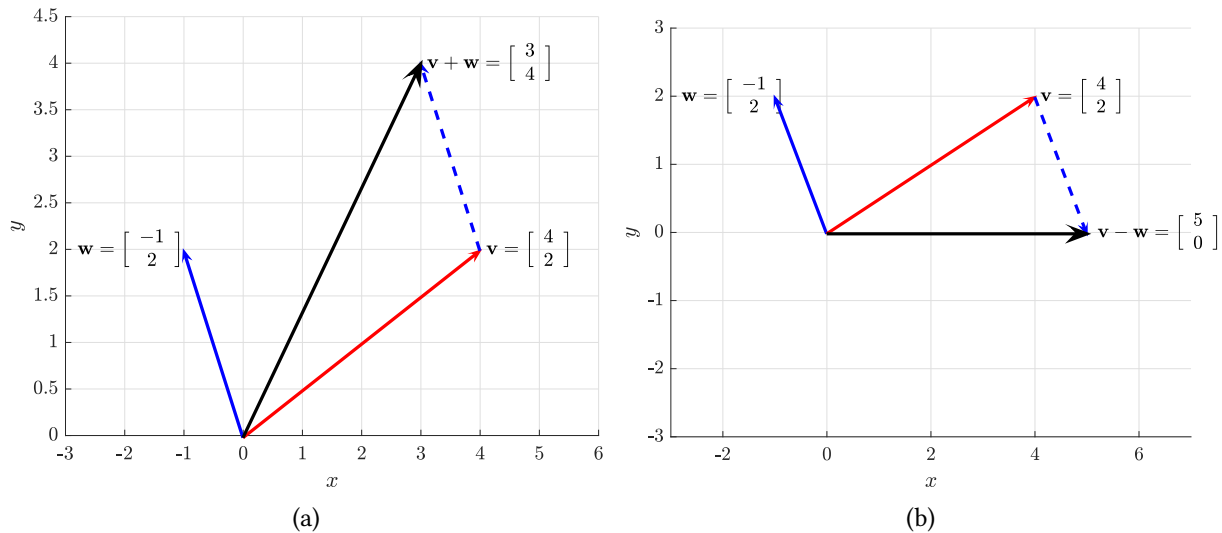 4.5
4
3.5
3
2.5
2
1.5
1
0.5
0
-3 -2 -1 0 1 2 3 4 5 6
x
y
v + w = [ 3 4 ]
w = [ −1 2 ]
v = [ 4 2 ]
(a)
3
2
1
0
-1
-2
-3
-2 0 2 4 6
x
y
w = [ −1 2 ]
v = [ 4 2 ]
v − w = [ 5 0 ]
(b)